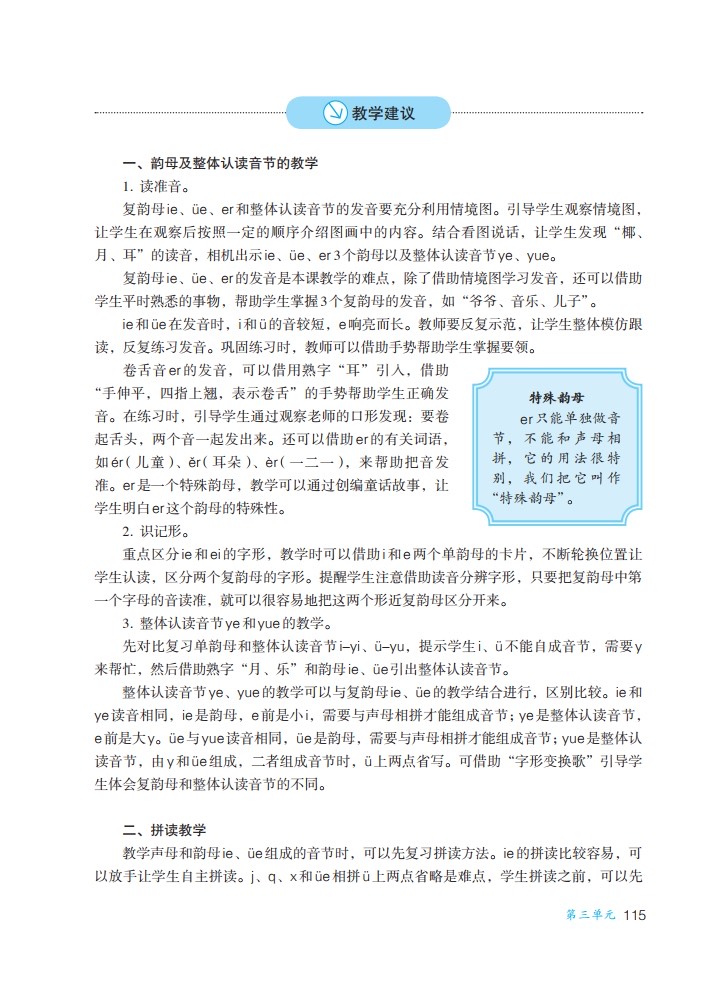 教学建议
一、韵母及整体认读音节的教学
1. 读准音。
复韵母ie、üe、er和整体认读音节的发音要充分利用情境图。引导学生观察情境图，
让学生在观察后按照一定的顺序介绍图画中的内容。结合看图说话，让学生发现“椰、
月、耳”的读音，相机出示ie、üe、er3个韵母以及整体认读音节ye、yue。
复韵母ie、üe、er的发音是本课教学的难点，除了借助情境图学习发音，还可以借助
学生平时熟悉的事物，帮助学生掌握3个复韵母的发音，如“爷爷、音乐、儿子”。
ie和üe在发音时，i和ü的音较短，e响亮而长。教师要反复示范，让学生整体模仿跟
读，反复练习发音。巩固练习时，教师可以借助手势帮助学生掌握要领。
卷舌音er的发音，可以借用熟字“耳”引入，借助
“手伸平，四指上翘，表示卷舌”的手势帮助学生正确发
音。在练习时，引导学生通过观察老师的口形发现：要卷
起舌头，两个音一起发出来。还可以借助er的有关词语，
如ér（儿童）、ěr（耳朵）、èr（一二一），来帮助把音发
准。er是一个特殊韵母，教学可以通过创编童话故事，让
学生明白er这个韵母的特殊性。
特殊韵母
er只能单独做音
节，不能和声母相
拼，它的用法很特
别，我们把它叫作
“特殊韵母”。
2. 识记形。
重点区分ie和ei的字形，教学时可以借助i和e两个单韵母的卡片，不断轮换位置让
学生认读，区分两个复韵母的字形。提醒学生注意借助读音分辨字形，只要把复韵母中第
一个字母的音读准，就可以很容易地把这两个形近复韵母区分开来。
3. 整体认读音节ye和yue的教学。
先对比复习单韵母和整体认读音节i–yi、ü–yu，提示学生i、ü不能自成音节，需要y
来帮忙，然后借助熟字“月、乐”和韵母ie、üe引出整体认读音节。
整体认读音节ye、yue的教学可以与复韵母ie、üe的教学结合进行，区别比较。ie和
ye读音相同，ie是韵母，e前是小i，需要与声母相拼才能组成音节；ye是整体认读音节，
e前是大y。üe与yue读音相同，üe是韵母，需要与声母相拼才能组成音节；yue是整体认
读音节，由y和üe组成，二者组成音节时，ü上两点省写。可借助“字形变换歌”引导学
生体会复韵母和整体认读音节的不同。
二、拼读教学
教学声母和韵母ie、üe组成的音节时，可以先复习拼读方法。ie的拼读比较容易，可
以放手让学生自主拼读。j、q、x和üe相拼ü上两点省略是难点，学生拼读之前，可以先
第三单元 115